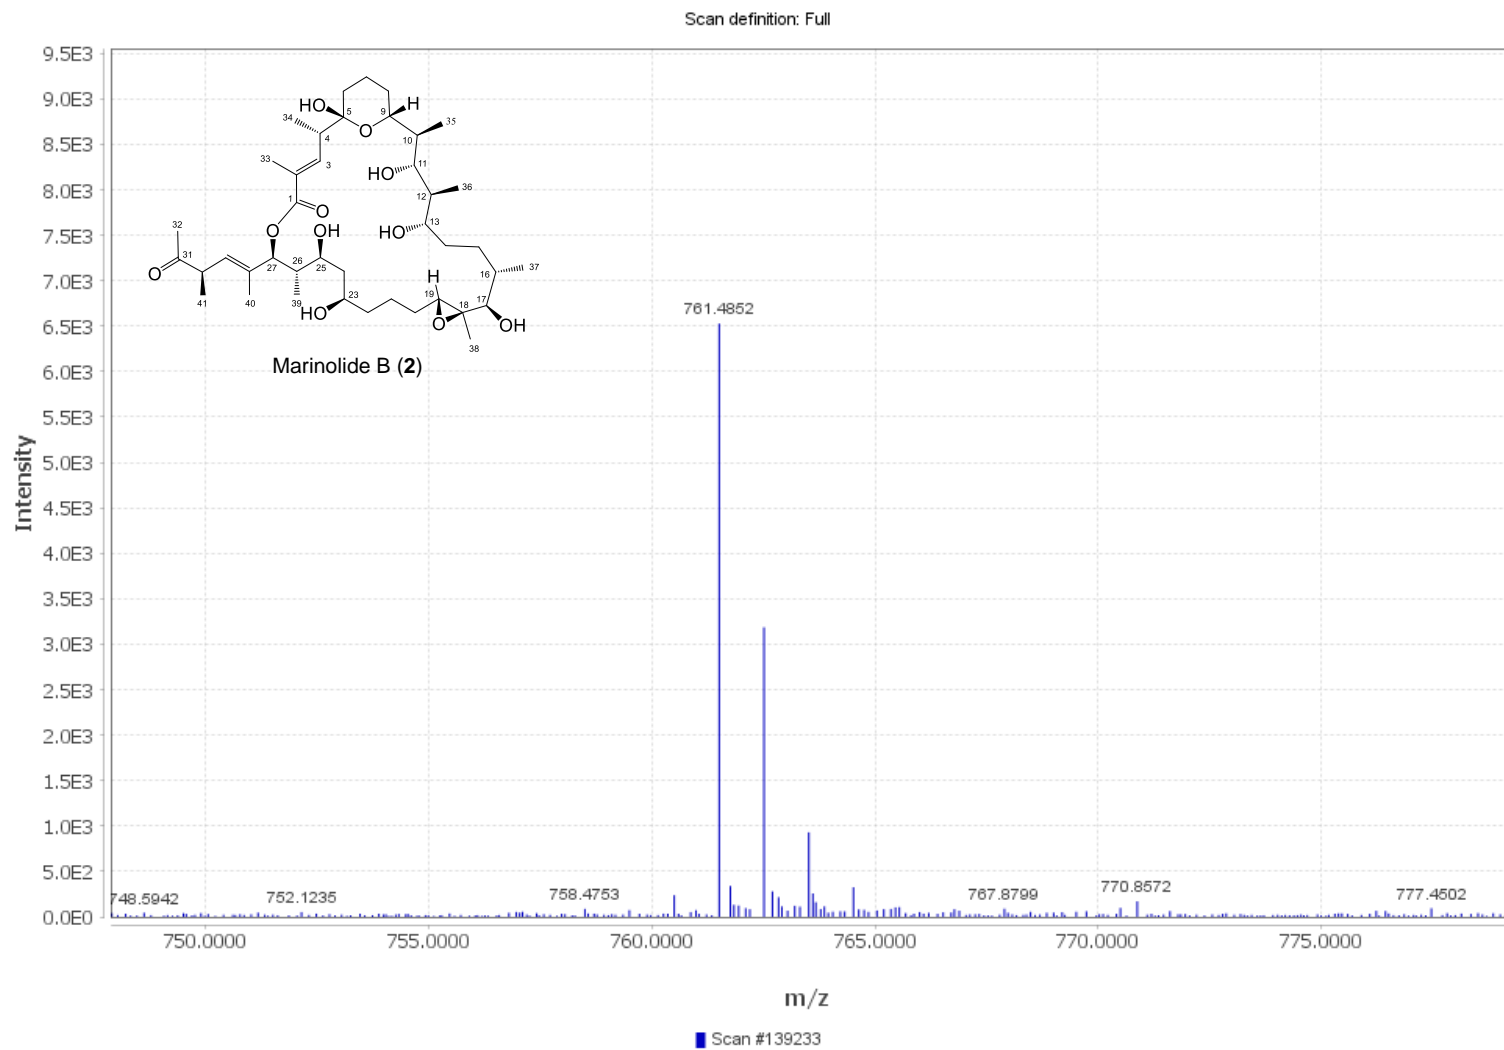 Scan definition: Full
9.5E3
9.0E3
8.5E3
8.0E3
7.5E3
7.0E3
6.5E3
6.0E3
5.5E3
5.0E3
4.5E3
4.0E3
3.5E3
3.0E3
2.5E3
2.0E3
1.5E3
1.0E3
5.0E2
0.0E0
Intensity
HO 5 9 H
34 4 O 10 35
33 3 HO 11
1 O 12 36
32 O OH HO 13
31 27 26 25 16 37
O 41 40 39 HO 23 H 19 18 17
O OH
38
Marinolide B (2)
761.4852
748.5942 752.1235 758.4753 767.8799 770.8572 777.4502
750.0000 755.0000 760.0000 765.0000 770.0000 775.0000
m/z
Scan #139233